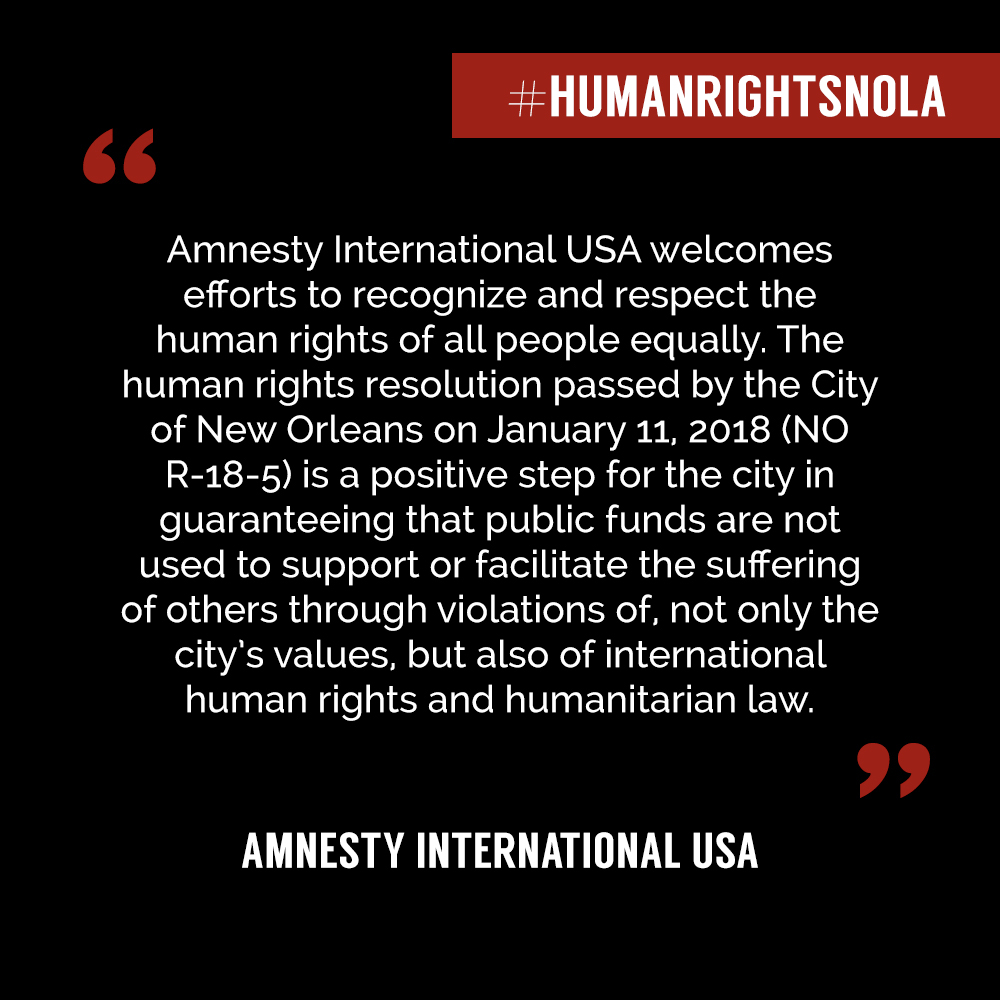 #HUMANRIGHTSNOLA
“
Amnesty International USA welcomes
efforts to recognize and respect the
human rights of all people equally. The
human rights resolution passed by the City
of New Orleans on January 11, 2018 (NO
R-18-5) is a positive step for the city in
guaranteeing that public funds are not
used to support or facilitate the suffering
of others through violations of, not only the
city’s values, but also of international
human rights and humanitarian law.
”
AMNESTY INTERNATIONAL USA